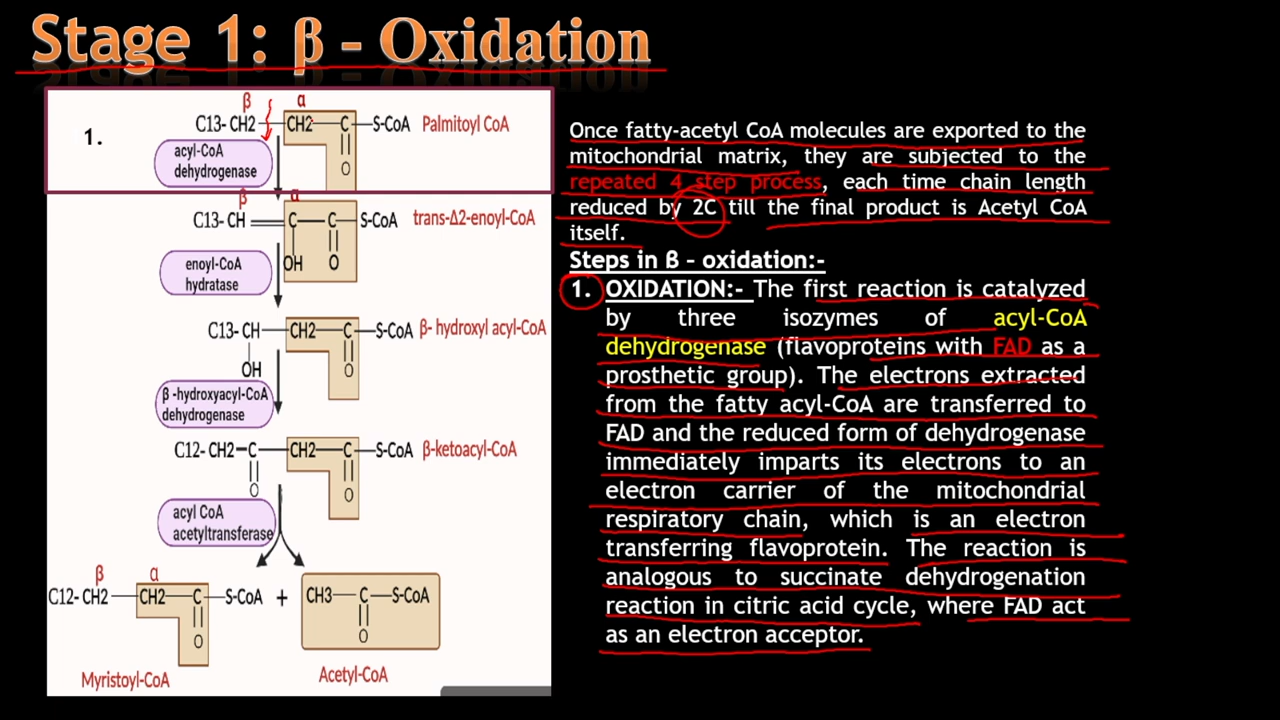 Stage 1: β - Oxidation
β α
C13- CH2 CH2 C S-CoA Palmitoyl CoA
1.
O
acyl-CoA
dehydrogenase
β α
C13- CH C C S-CoA trans-Δ2-enoyl-CoA
OH O
enoyl-CoA
hydratase
C13- CH CH2 C S-CoA β- hydroxyl acyl-CoA
OH O
β -hydroxyacyl-CoA
dehydrogenase
C12- CH2-C CH2 C S-CoA β-ketoacyl-CoA
O O
acyl CoA
acetyltransferase
β α
C12- CH2 CH2 C S-CoA + CH3 C S-CoA
O O
Myristoyl-CoA Acetyl-CoA
Once fatty-acetyl CoA molecules are exported to the
mitochondrial matrix, they are subjected to the
repeated 4 step process, each time chain length
reduced by 2C till the final product is Acetyl CoA
itself.
Steps in β – oxidation:-
1. OXIDATION:- The first reaction is catalyzed
by three isozymes of acyl-CoA
dehydrogenase (flavoproteins with FAD as a
prosthetic group). The electrons extracted
from the fatty acyl-CoA are transferred to
FAD and the reduced form of dehydrogenase
immediately imparts its electrons to an
electron carrier of the mitochondrial
respiratory chain, which is an electron
transferring flavoprotein. The reaction is
analogous to succinate dehydrogenation
reaction in citric acid cycle, where FAD act
as an electron acceptor.